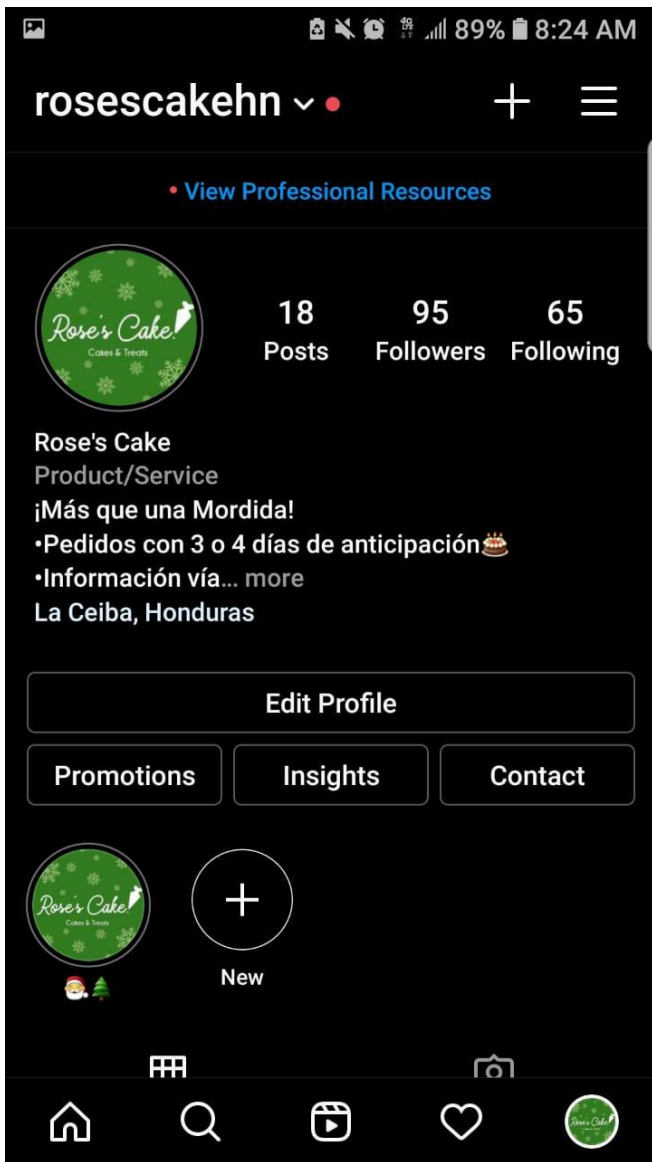 89% 8:24 AM
rosescakehn
View Professional Resources
Rose's Cake!
Cakes & Treats
18 95 65
Posts Followers Following
Rose's Cake
Product/Service
¡Más que una Mordida!
•Pedidos con 3 o 4 días de anticipación🎂
•Información vía... more
La Ceiba, Honduras
Edit Profile
Promotions Insights Contact
Rose's Cake!
Cakes & Treats
🎅🌲
New
Rose's Cake!